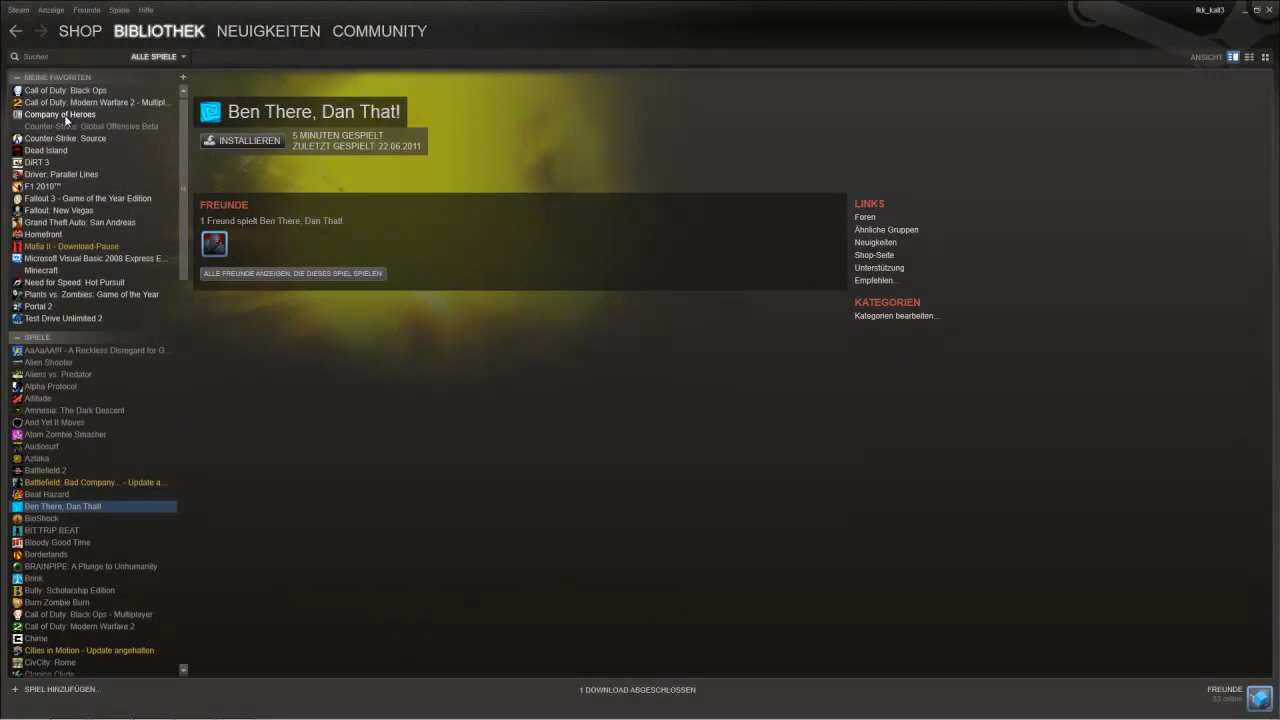 Steam Anzeige Freunde Spiele Hilfe
fkk_kall3
SHOP BIBLIOTHEK NEUIGKEITEN COMMUNITY
Suchen
ALLE SPIELE
ANSICHT
MEINE FAVORITEN
Call of Duty: Black Ops
Call of Duty: Modern Warfare 2 - Multipl...
Company of Heroes
Counter-Strike: Global Offensive Beta
Counter-Strike: Source
Dead Island
DiRT 3
Driver: Parallel Lines
F1 2010™
Fallout 3 - Game of the Year Edition
Fallout: New Vegas
Grand Theft Auto: San Andreas
Homefront
Mafia II - Download-Pause
Microsoft Visual Basic 2008 Express E...
Minecraft
Need for Speed: Hot Pursuit
Plants vs. Zombies: Game of the Year
Portal 2
Test Drive Unlimited 2
SPIELE
AaAaAA!!! - A Reckless Disregard for G...
Alien Shooter
Aliens vs. Predator
Alpha Protocol
Altitude
Amnesia: The Dark Descent
And Yet It Moves
Atom Zombie Smasher
Audiosurf
Aztaka
Battlefield 2
Battlefield: Bad Company... - Update a...
Beat Hazard
Ben There, Dan That!
BioShock
BIT.TRIP BEAT
Bloody Good Time
Borderlands
BRAINPIPE: A Plunge to Unhumanity
Brink
Bully: Scholarship Edition
Burn Zombie Burn
Call of Duty: Black Ops - Multiplayer
Call of Duty: Modern Warfare 2
Chime
Cities in Motion - Update angehalten
CivCity: Rome
Cloning Clyde
Ben There, Dan That!
INSTALLIEREN
5 MINUTEN GESPIELT
ZULETZT GESPIELT: 22.06.2011
FREUNDE
1 Freund spielt Ben There, Dan That!
ALLE FREUNDE ANZEIGEN, DIE DIESES SPIEL SPIELEN
LINKS
Foren
Ähnliche Gruppen
Neuigkeiten
Shop-Seite
Unterstützung
Empfehlen...
KATEGORIEN
Kategorien bearbeiten...
+ SPIEL HINZUFÜGEN...
1 DOWNLOAD ABGESCHLOSSEN
FREUNDE
33 online